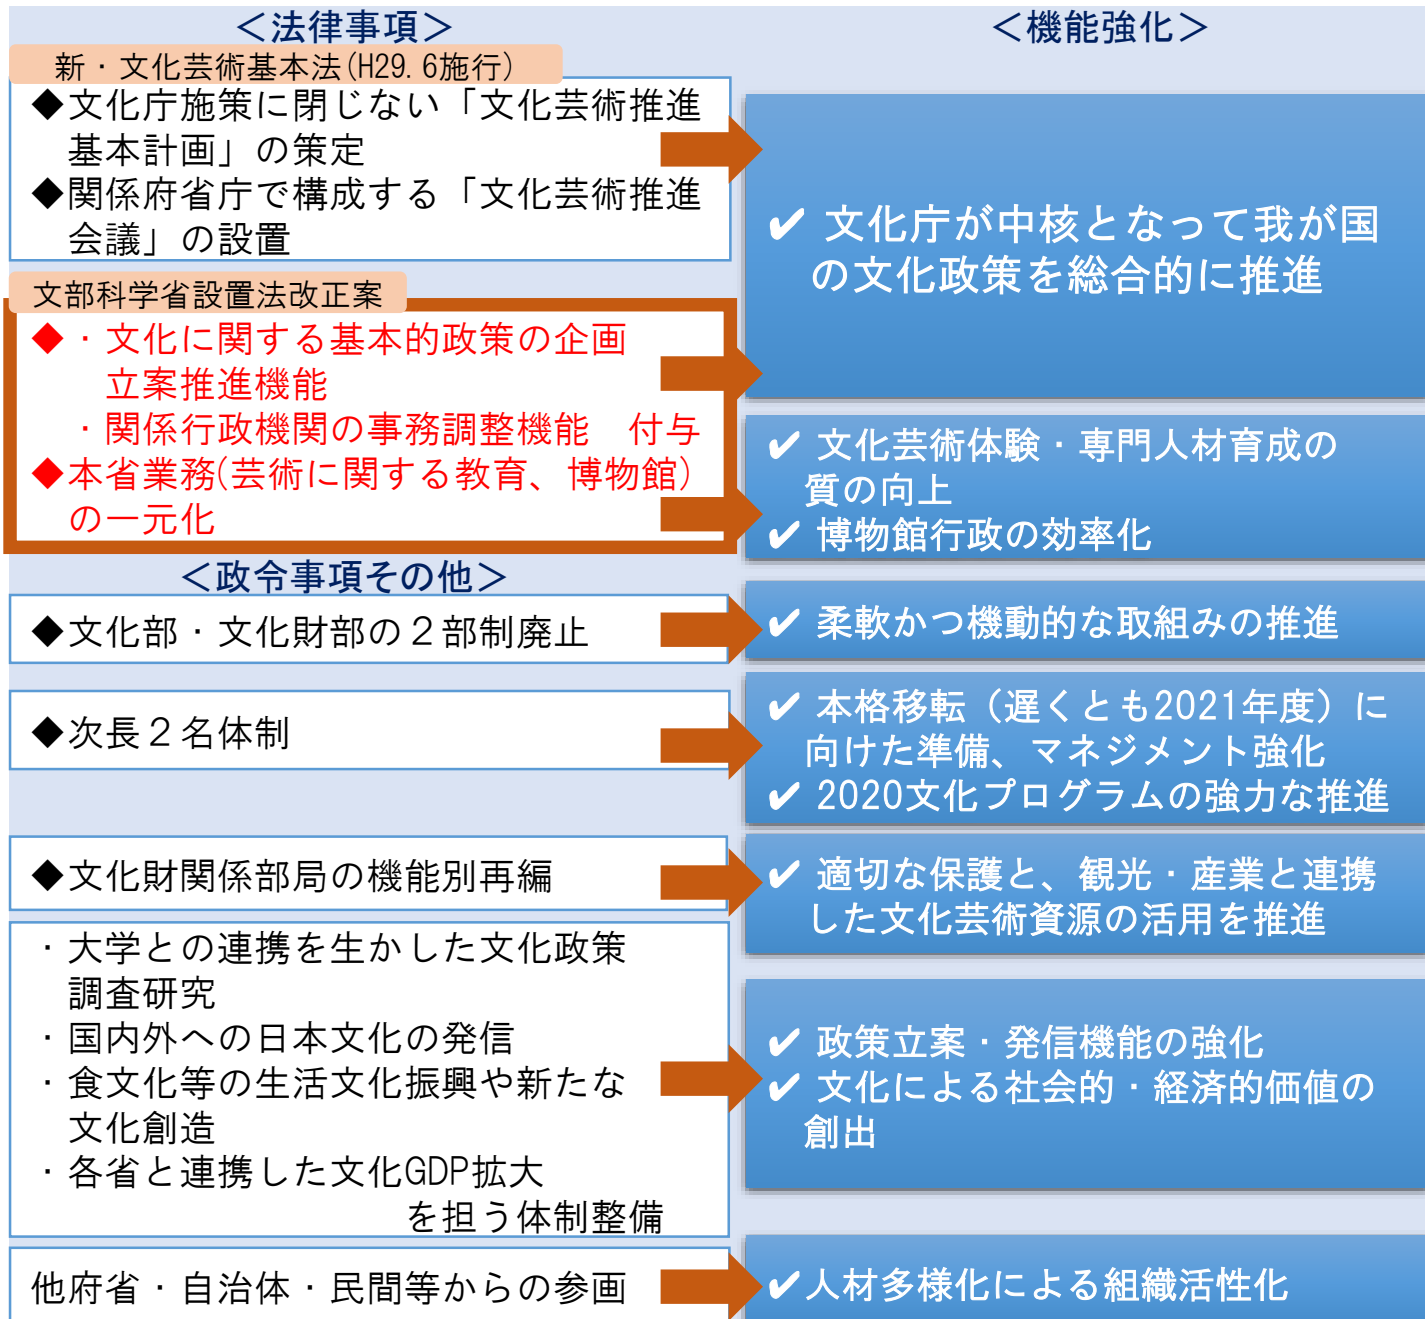 ＜法律事項＞
新・文化芸術基本法(H29.6施行)
◆文化庁施策に閉じない「文化芸術推進
基本計画」の策定
◆関係府省庁で構成する「文化芸術推進
会議」の設置
文部科学省設置法改正案
◆・文化に関する基本的政策の企画
立案推進機能
・関係行政機関の事務調整機能　付与
◆本省業務(芸術に関する教育、博物館)
の一元化
＜政令事項その他＞
◆文化部・文化財部の２部制廃止
◆次長２名体制
◆文化財関係部局の機能別再編
・大学との連携を生かした文化政策
調査研究
・国内外への日本文化の発信
・食文化等の生活文化振興や新たな
文化創造
・各省と連携した文化GDP拡大
を担う体制整備
他府省・自治体・民間等からの参画
＜機能強化＞
✔ 文化庁が中核となって我が国
の文化政策を総合的に推進
✔ 文化芸術体験・専門人材育成の
質の向上
✔ 博物館行政の効率化
✔ 柔軟かつ機動的な取組みの推進
✔ 本格移転（遅くとも2021年度）に
向けた準備、マネジメント強化
✔ 2020文化プログラムの強力な推進
✔ 適切な保護と、観光・産業と連携
した文化芸術資源の活用を推進
✔ 政策立案・発信機能の強化
✔ 文化による社会的・経済的価値の
創出
✔人材多様化による組織活性化